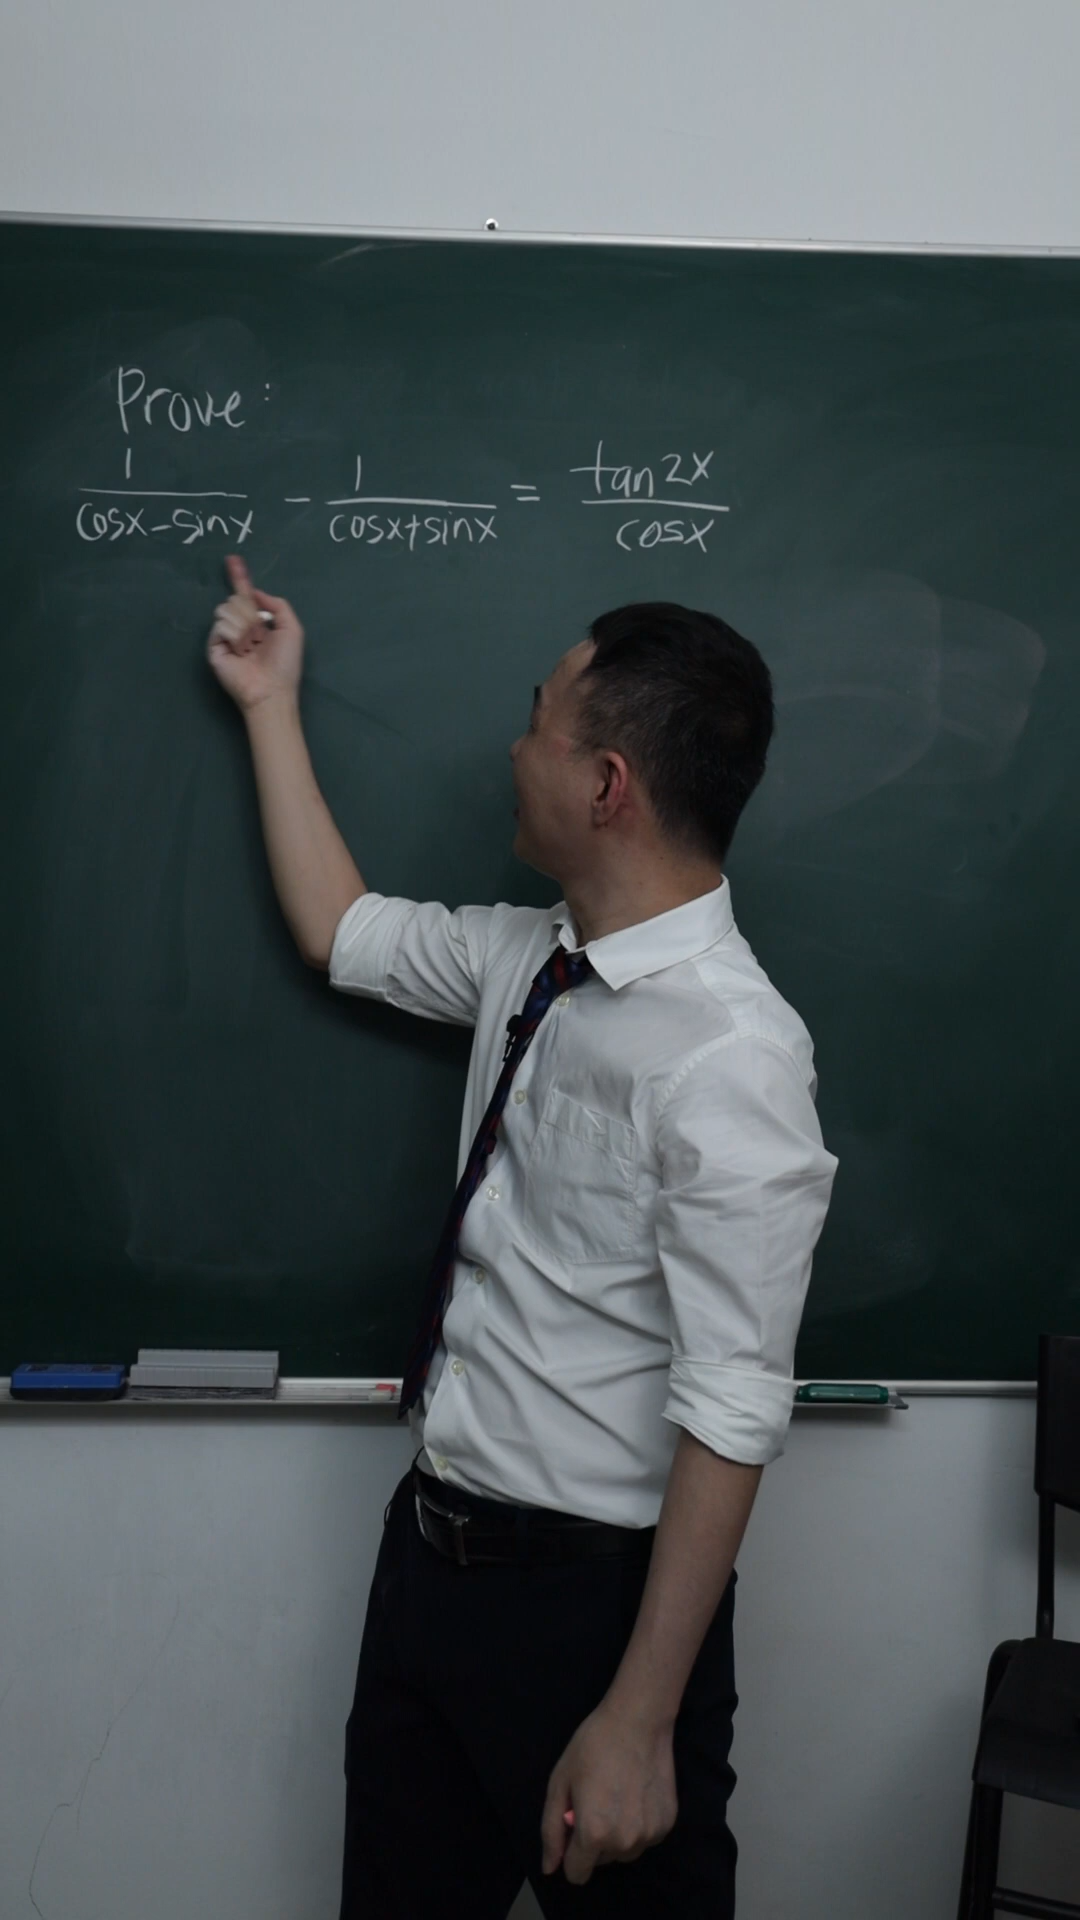 Prove:
1/(cosx-sinx) - 1/(cosx+sinx) = tan2x/cosx